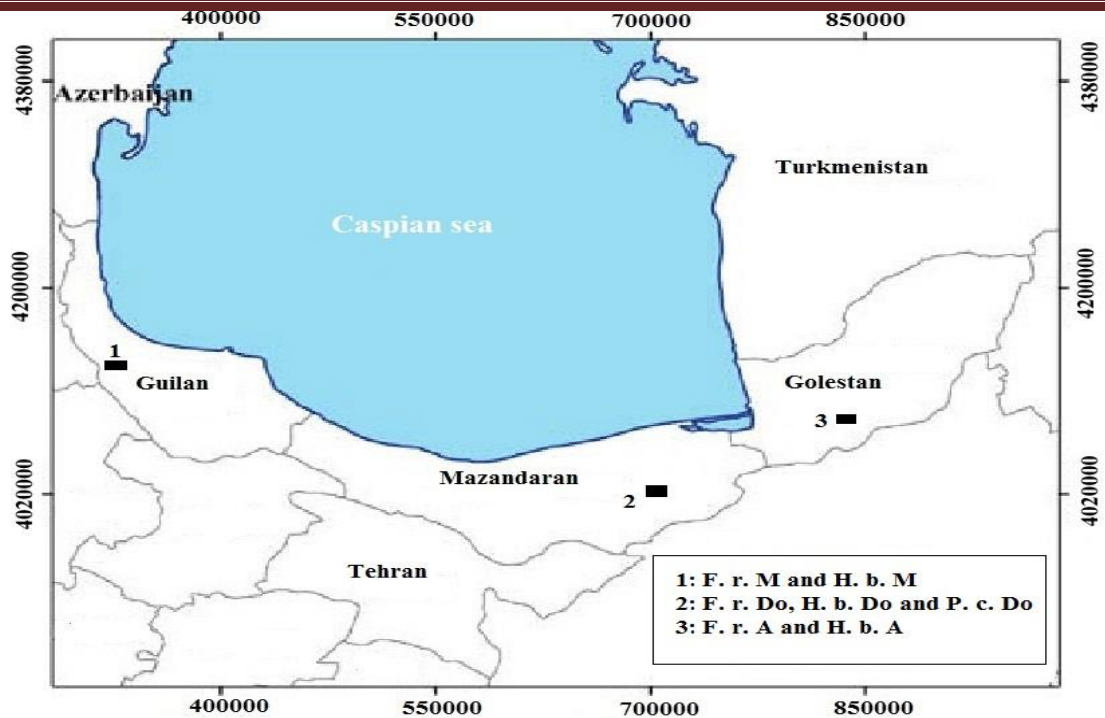 400000 550000 700000 850000
4380000 4380000
Azerbaijan
Turkmenistan
Caspian sea
4200000 4200000
1
Guilan
Golestan
3
Mazandaran
2
4020000 4020000
Tehran
1: F. r. M and H. b. M
2: F. r. Do, H. b. Do and P. c. Do
3: F. r. A and H. b. A
400000 550000 700000 850000